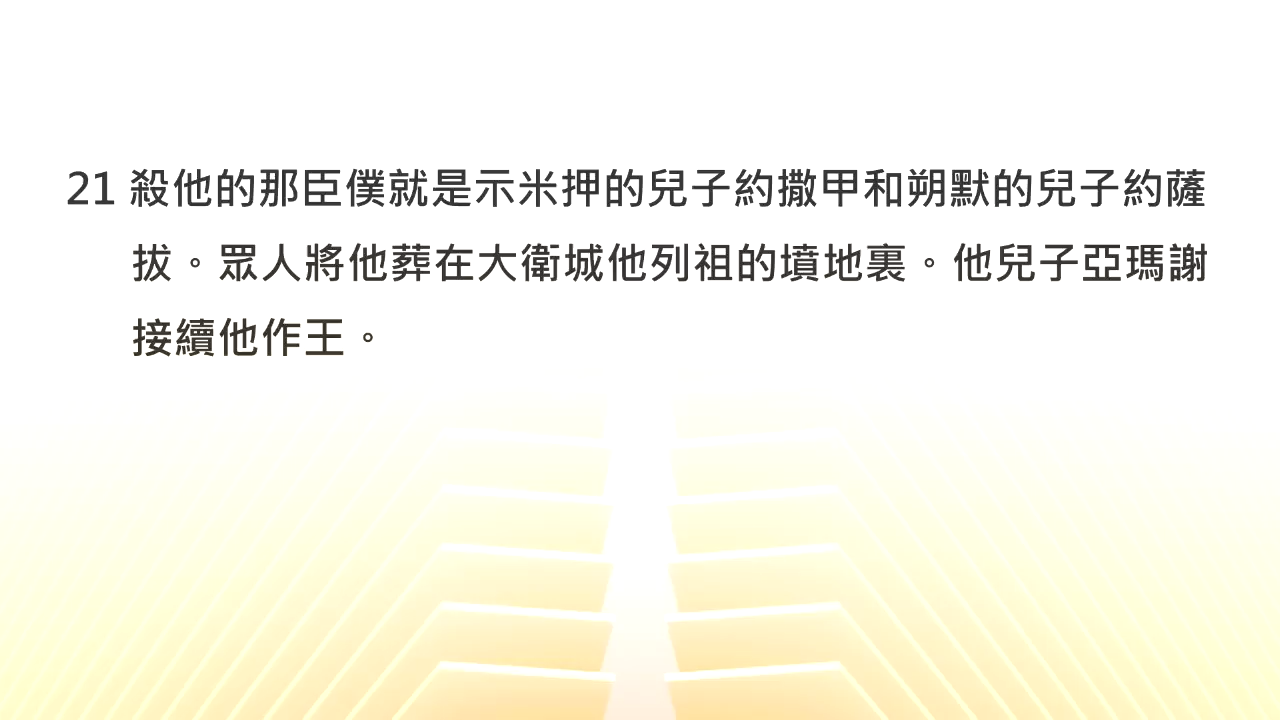 21 殺他的那臣僕就是示米押的兒子約撒甲和朔默的兒子約薩
拔。眾人將他葬在大衛城他列祖的墳地裏。他兒子亞瑪謝
接續他作王。